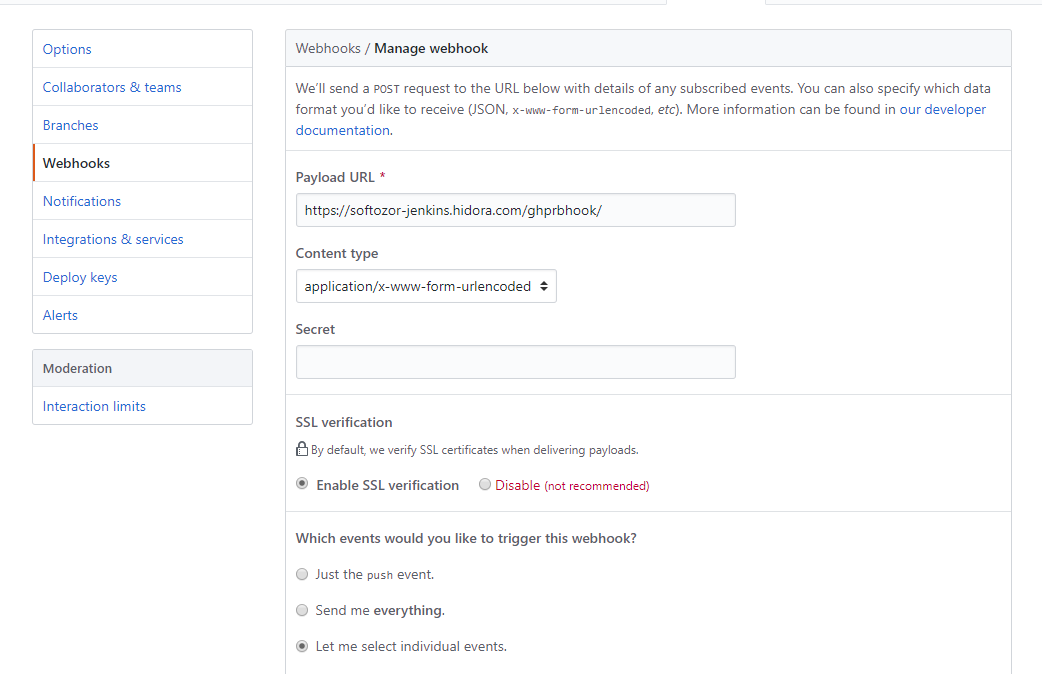 Options
Collaborators & teams
Branches
Webhooks
Notifications
Integrations & services
Deploy keys
Alerts
Moderation
Interaction limits
Webhooks / Manage webhook
We’ll send a POST request to the URL below with details of any subscribed events. You can also specify which data
format you’d like to receive (JSON, x-www-form-urlencoded, etc). More information can be found in our developer
documentation.
Payload URL *
https://softozor-jenkins.hidora.com/ghprbhook/
Content type
application/x-www-form-urlencoded
Secret
SSL verification
By default, we verify SSL certificates when delivering payloads.
Enable SSL verification Disable (not recommended)
Which events would you like to trigger this webhook?
Just the push event.
Send me everything.
Let me select individual events.